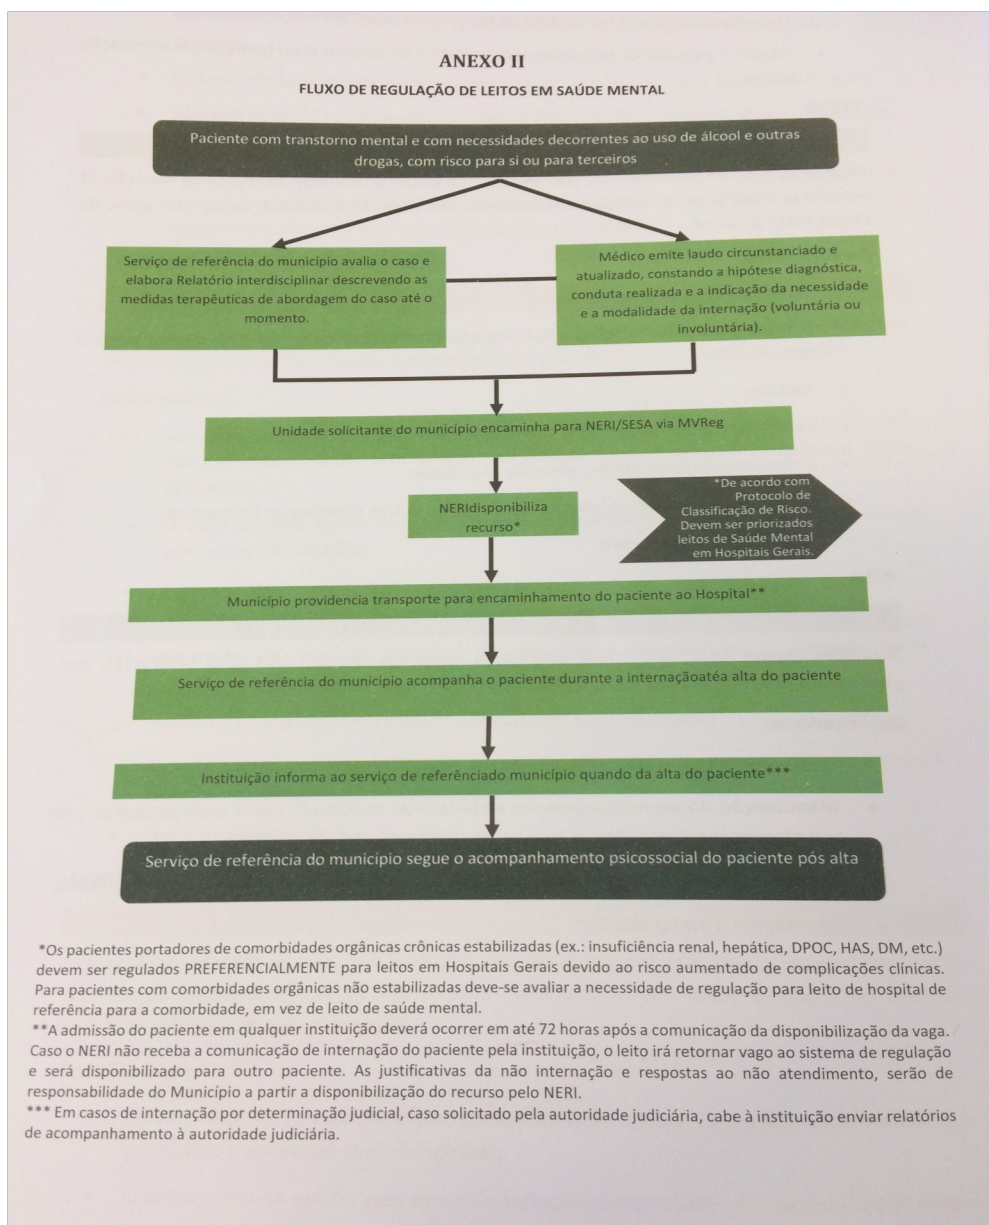 ANEXO II
FLUXO DE REGULAÇÃO DE LEITOS EM SAÚDE MENTAL
Paciente com transtorno mental e com necessidades decorrentes ao uso de álcool e outras
drogas, com risco para si ou para terceiros
Serviço de referência do município avalia o caso e
elabora Relatório interdisciplinar descrevendo as
medidas terapêuticas de abordagem do caso até o
momento.
Médico emite laudo circunstanciado e
atualizado, constando a hipótese diagnóstica,
conduta realizada e a indicação da necessidade
e a modalidade da internação (voluntária ou
involuntária).
Unidade solicitante do município encaminha para NERI/SESA via MVReg
NERIdisponibiliza
recurso*
*De acordo com
Protocolo de
Classificação de Risco.
Devem ser priorizados
leitos de Saúde Mental
em Hospitais Gerais.
Município providencia transporte para encaminhamento do paciente ao Hospital**
Serviço de referência do município acompanha o paciente durante a internaçãoatéa alta do paciente
Instituição informa ao serviço de referênciado município quando da alta do paciente***
Serviço de referência do município segue o acompanhamento psicossocial do paciente pós alta
*Os pacientes portadores de comorbidades orgânicas crônicas estabilizadas (ex.: insuficiência renal, hepática, DPOC, HAS, DM, etc.)
devem ser regulados PREFERENCIALMENTE para leitos em Hospitais Gerais devido ao risco aumentado de complicações clínicas.
Para pacientes com comorbidades orgânicas não estabilizadas deve-se avaliar a necessidade de regulação para leito de hospital de
referência para a comorbidade, em vez de leito de saúde mental.
**A admissão do paciente em qualquer instituição deverá ocorrer em até 72 horas após a comunicação da disponibilização da vaga.
Caso o NERI não receba a comunicação de internação do paciente pela instituição, o leito irá retornar vago ao sistema de regulação
e será disponibilizado para outro paciente. As justificativas da não internação e respostas ao não atendimento, serão de
responsabilidade do Município a partir a disponibilização do recurso pelo NERI.
*** Em casos de internação por determinação judicial, caso solicitado pela autoridade judiciária, cabe à instituição enviar relatórios
de acompanhamento à autoridade judiciária.